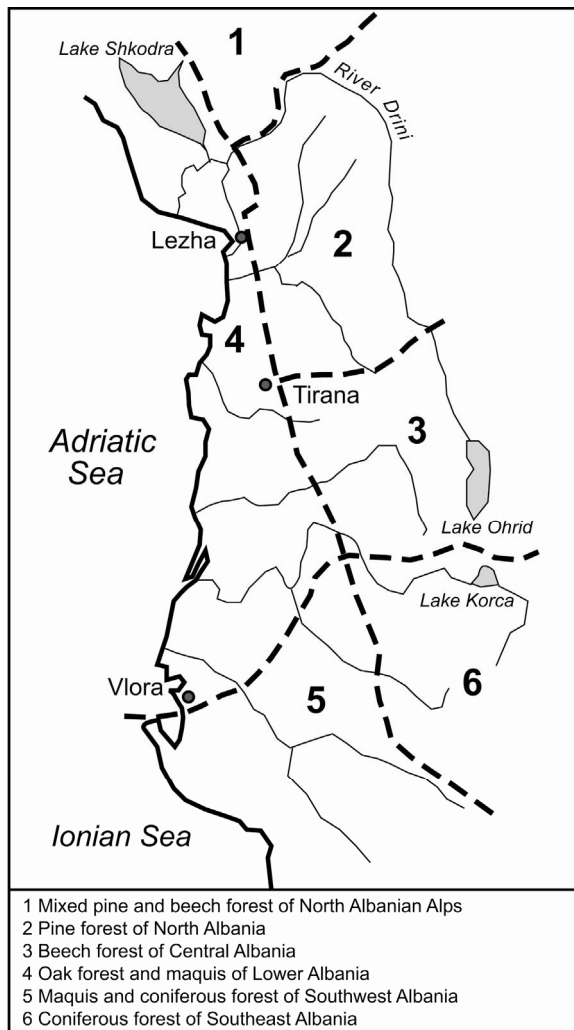 Lake Shkodra
1
River Drini
Lezha
2
4
Tirana
3
Adriatic
Sea
Lake Ohrid
Lake Korca
Vlora
5
6
Ionian Sea
1 Mixed pine and beech forest of North Albanian Alps
2 Pine forest of North Albania
3 Beech forest of Central Albania
4 Oak forest and maquis of Lower Albania
5 Maquis and coniferous forest of Southwest Albania
6 Coniferous forest of Southeast Albania